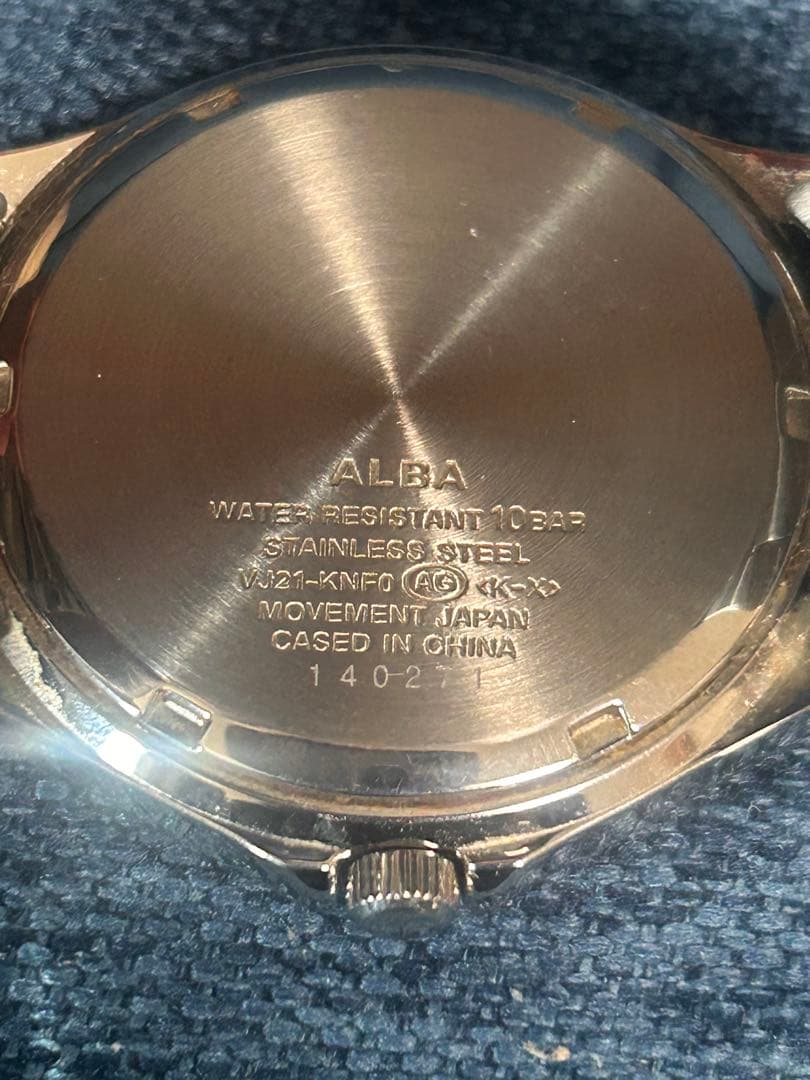 ALBA
WATER RESISTANT 10BAR
STAINLESS STEEL
VJ21-KNF0 AG <K-X>
MOVEMENT JAPAN
CASED IN CHINA
140271